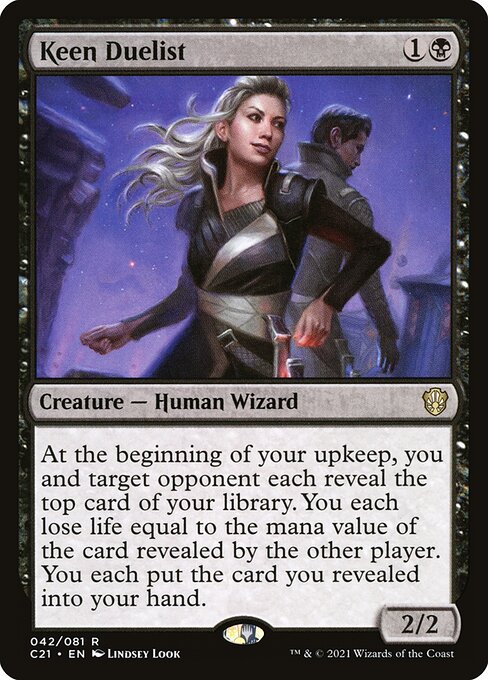 Keen Duelist 1
Creature — Human Wizard
At the beginning of your upkeep, you
and target opponent each reveal the
top card of your library. You each
lose life equal to the mana value of
the card revealed by the other player.
You each put the card you revealed
into your hand.
2/2
042/081 R
C21 • EN Lindsey Look
™ & © 2021 Wizards of the Coast